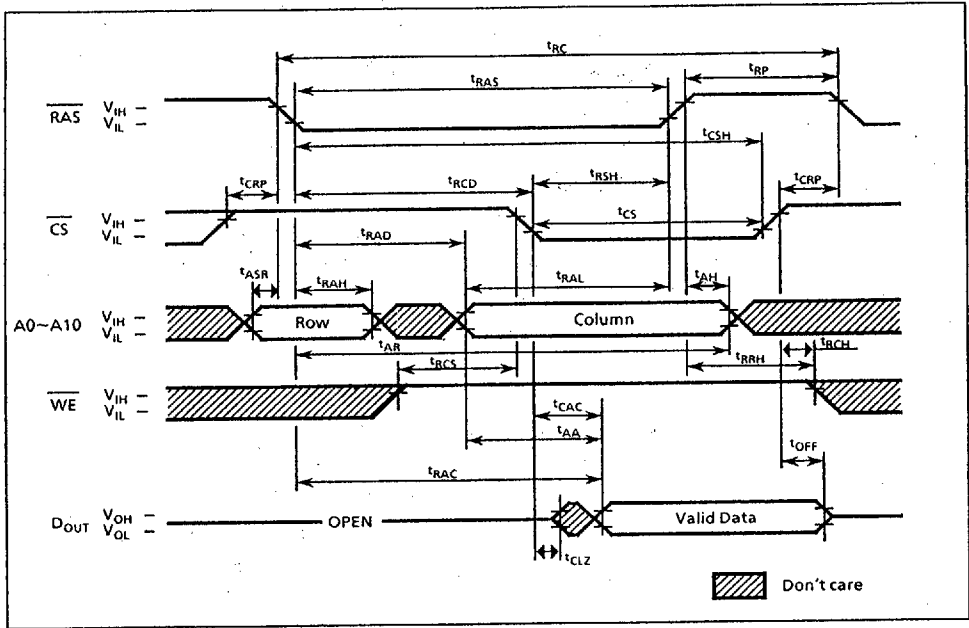 tRC
tRP
tRAS
RAS VIH
VIL
tCSH
tCRP
tRCD
tRSH
tCRP
CS VIH
VIL
tCS
tRAD
tASR
tRAH
tRAL
tAH
A0~A10 VIH
VIL
Row
Column
tAR
tRCS
tRRH
tRCH
WE VIH
VIL
tCAC
tAA
tOFF
tRAC
DOUT VOH
VOL
OPEN
Valid Data
tCLZ
Don't care